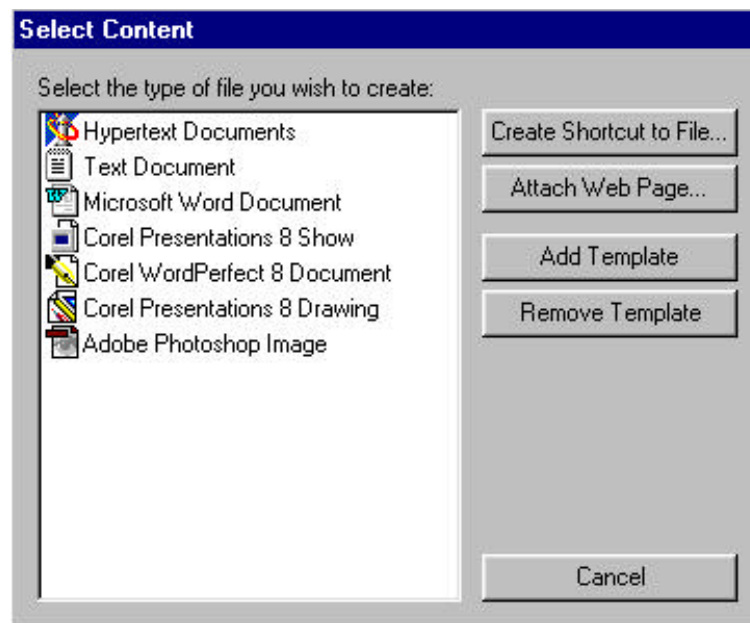 Select Content
Select the type of file you wish to create:
Hypertext Documents
Text Document
Microsoft Word Document
Corel Presentations 8 Show
Corel WordPerfect 8 Document
Corel Presentations 8 Drawing
Adobe Photoshop Image
Create Shortcut to File...
Attach Web Page...
Add Template
Remove Template
Cancel